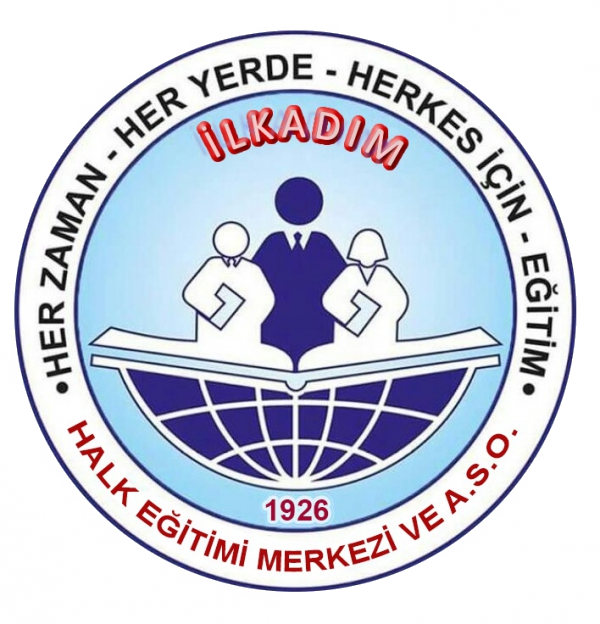 • HER ZAMAN - HER YERDE - HERKES İÇİN - EĞİTİM •
İLKADIM
1926
HALK EĞİTİMİ MERKEZİ VE A.S.O.